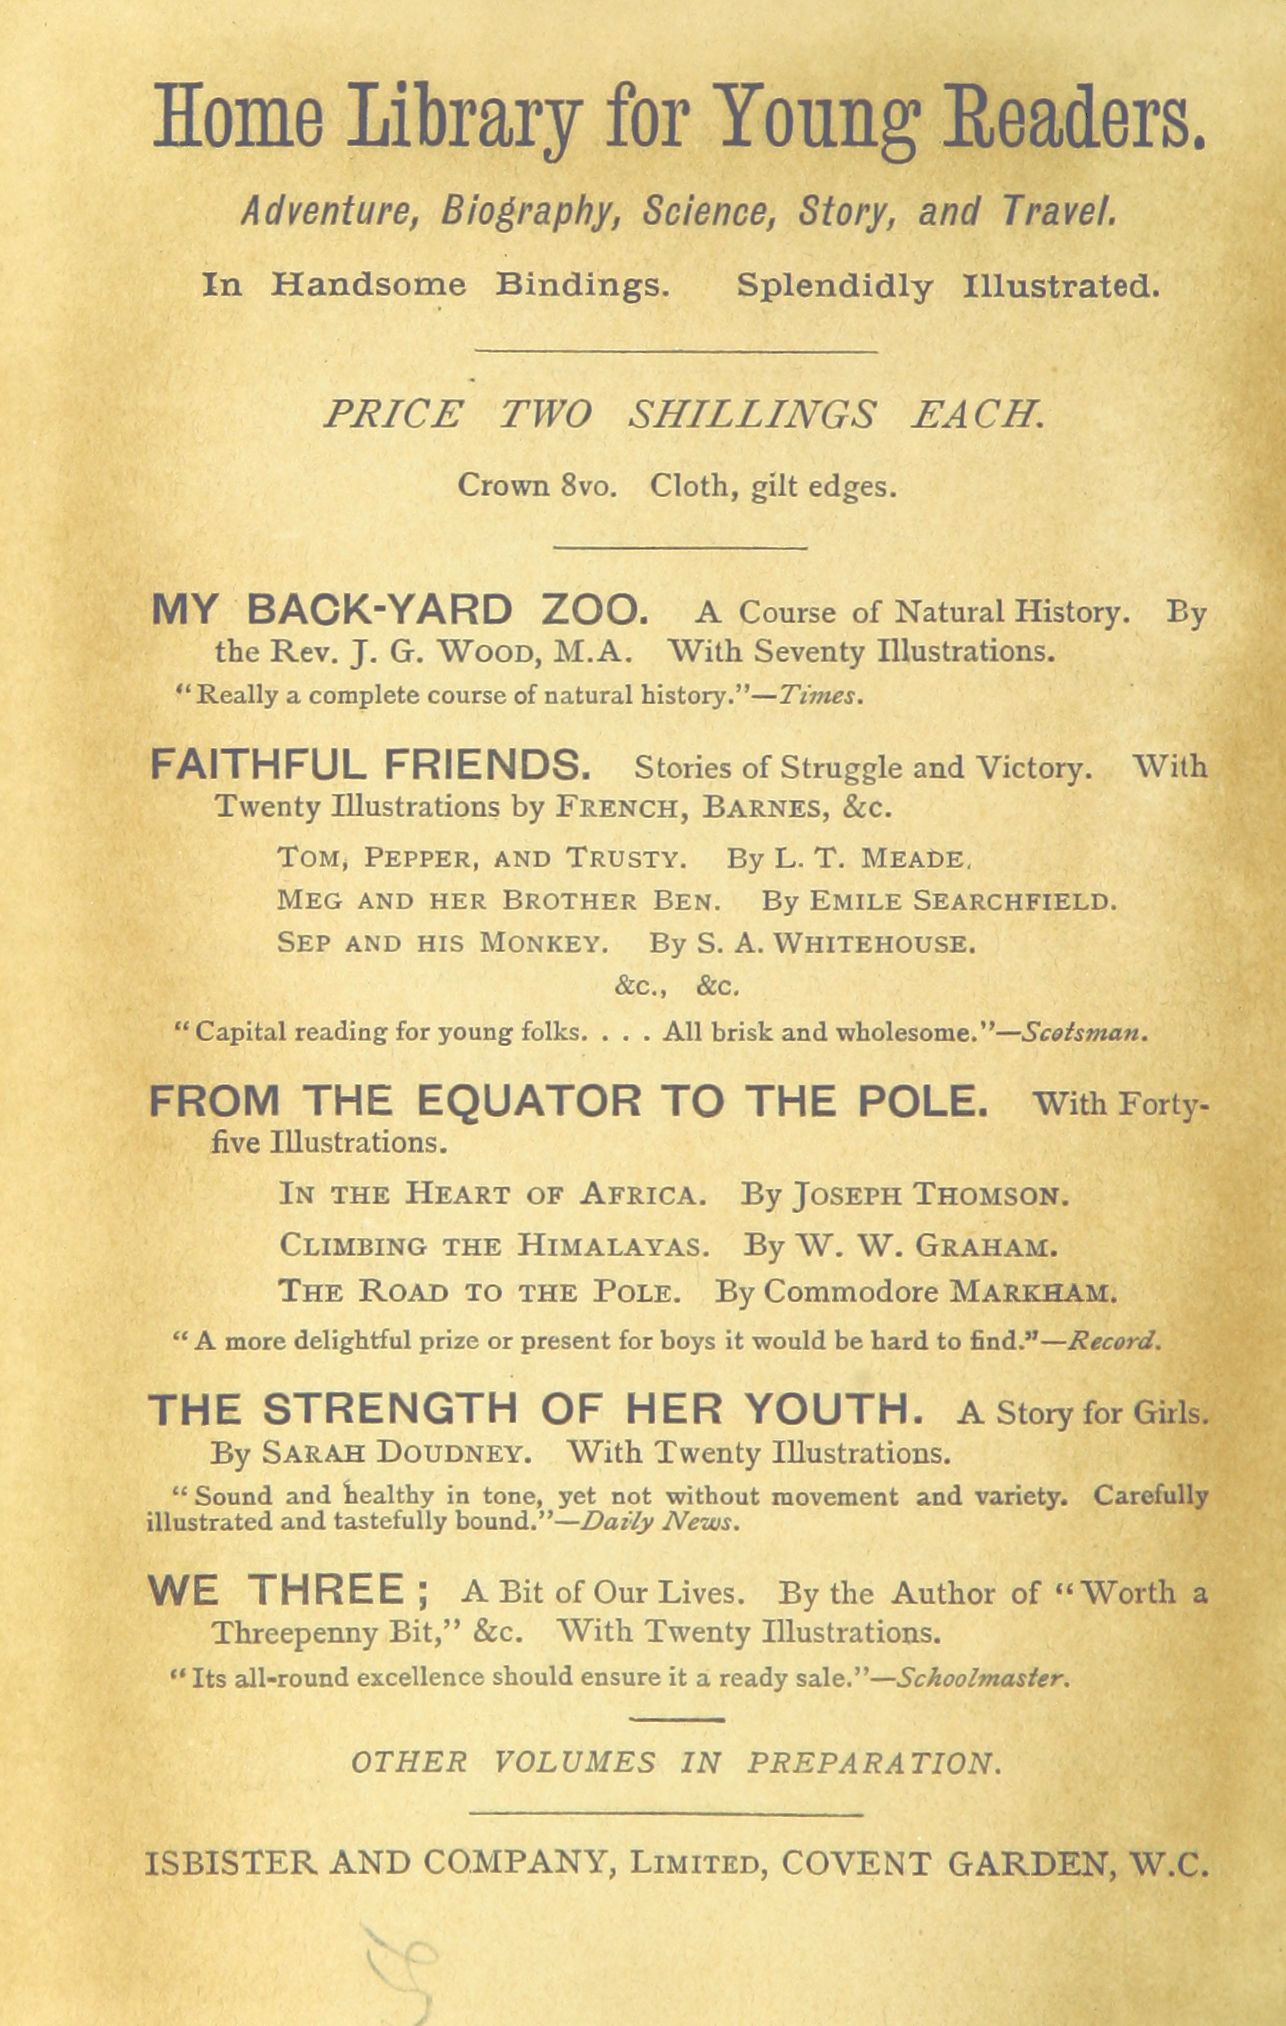 Home Library for Young Readers.
Adventure, Biography, Science, Story, and Travel.
In Handsome Bindings. Splendidly Illustrated.
PRICE TWO SHILLINGS EACH.
Crown 8vo. Cloth, gilt edges.
MY BACK-YARD ZOO. A Course of Natural History. By
the Rev. J. G. WOOD, M.A. With Seventy Illustrations.
“Really a complete course of natural history.”—Times.
FAITHFUL FRIENDS. Stories of Struggle and Victory. With
Twenty Illustrations by FRENCH, BARNES, &c.
TOM, PEPPER, AND TRUSTY. By L. T. MEADE.
MEG AND HER BROTHER BEN. By EMILE SEARCHFIELD.
SEP AND HIS MONKEY. By S. A. WHITEHOUSE.
&c., &c.
“Capital reading for young folks. . . . All brisk and wholesome.”—Scotsman.
FROM THE EQUATOR TO THE POLE. With Forty-
five Illustrations.
IN THE HEART OF AFRICA. By JOSEPH THOMSON.
CLIMBING THE HIMALAYAS. By W. W. GRAHAM.
THE ROAD TO THE POLE. By Commodore MARKHAM.
“A more delightful prize or present for boys it would be hard to find.”—Record.
THE STRENGTH OF HER YOUTH. A Story for Girls.
By SARAH DOUDNEY. With Twenty Illustrations.
“Sound and healthy in tone, yet not without movement and variety. Carefully
illustrated and tastefully bound.”—Daily News.
WE THREE; A Bit of Our Lives. By the Author of “Worth a
Threepenny Bit,” &c. With Twenty Illustrations.
“Its all-round excellence should ensure it a ready sale.”—Schoolmaster.
OTHER VOLUMES IN PREPARATION.
ISBISTER AND COMPANY, LIMITED, COVENT GARDEN, W.C.